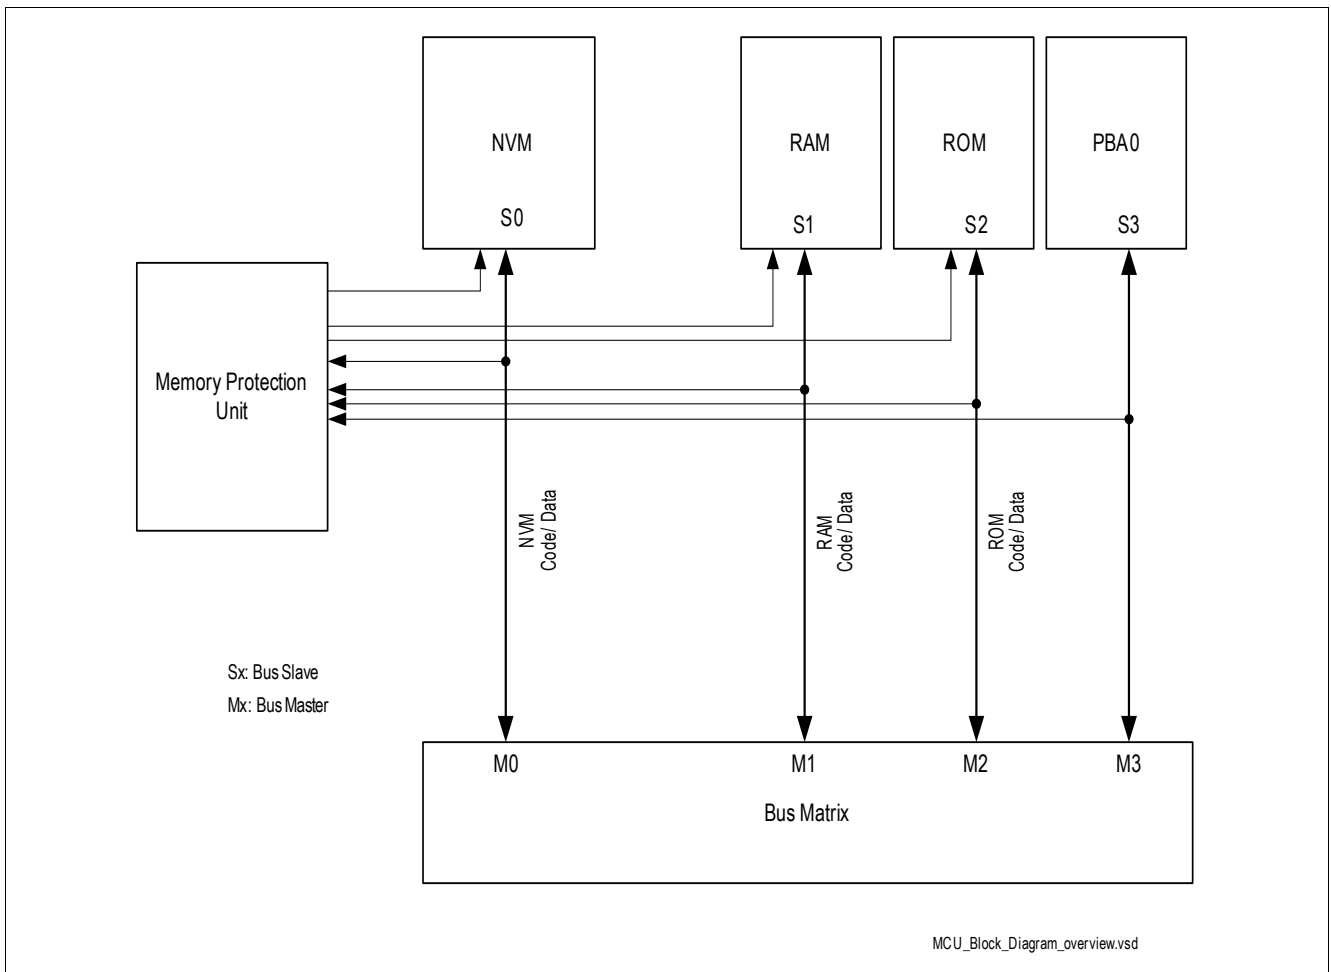 NVM
RAM
ROM
PBA0
S0
S1
S2
S3
Memory Protection
Unit
NVM
Code/ Data
RAM
Code/ Data
ROM
Code/ Data
Sx: Bus Slave
Mx: Bus Master
M0
M1
M2
M3
Bus Matrix
MCU_Block_Diagram_overview.vsd